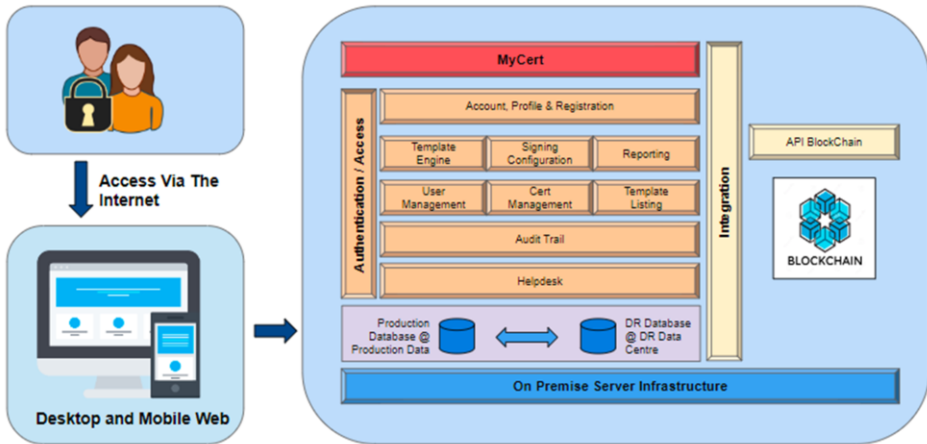 Access Via The
Internet
Desktop and Mobile Web
MyCert
Authentication / Access
Account, Profile & Registration
Template
Engine
Signing
Configuration
Reporting
User
Management
Cert
Management
Template
Listing
Audit Trail
Helpdesk
Production
Database @
Production Data
DR Database
@ DR Data
Centre
Integration
API BlockChain
BLOCKCHAIN
On Premise Server Infrastructure